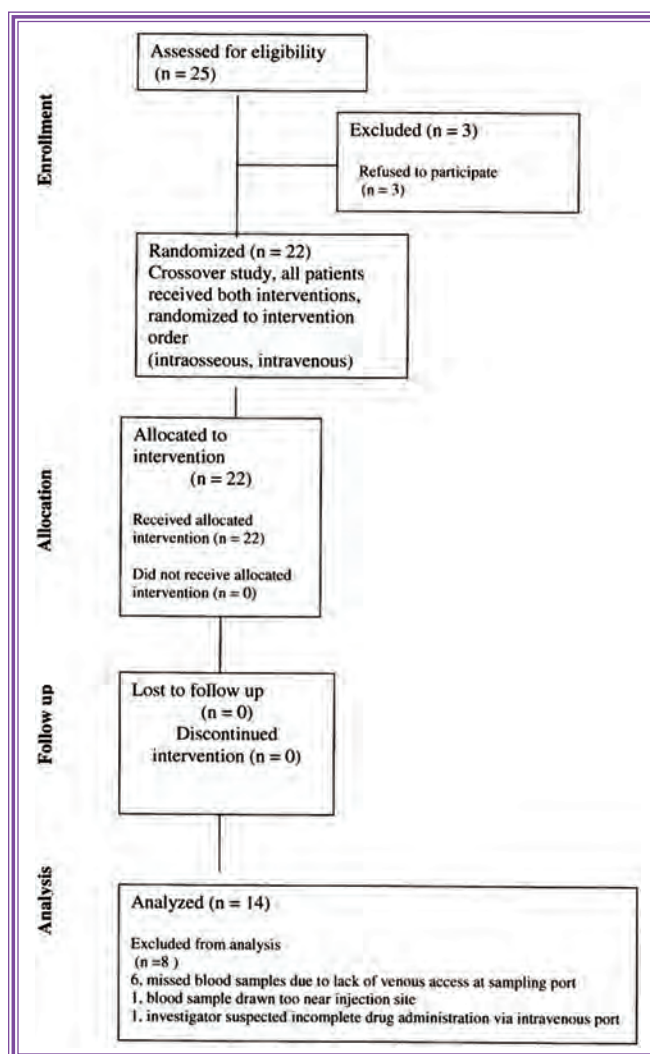 Enrollment
Assessed for eligibility
(n = 25)
Excluded (n = 3)
Refused to participate
(n = 3)
Randomized (n = 22)
Crossover study, all patients
received both interventions,
randomized to intervention
order
(intraosseous, intravenous)
Allocation
Allocated to
intervention
(n = 22)
Received allocated
intervention (n = 22)
Did not receive allocated
intervention (n = 0)
Follow up
Lost to follow up
(n = 0)
Discontinued
intervention (n = 0)
Analysis
Analyzed (n = 14)
Excluded from analysis
(n =8 )
6, missed blood samples due to lack of venous access at sampling port
1, blood sample drawn too near injection site
1, investigator suspected incomplete drug administration via intravenous port